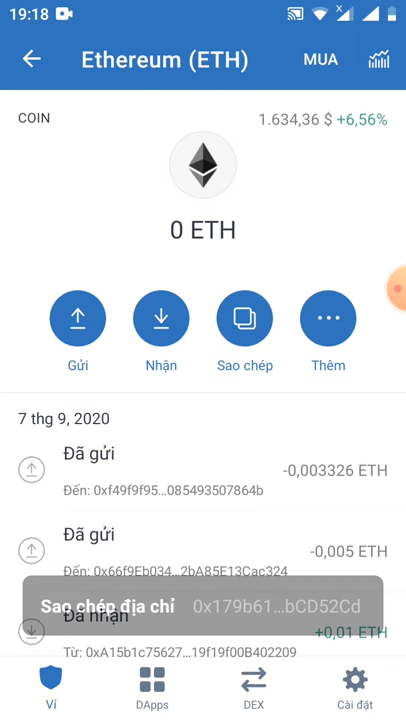 19:18
Ethereum (ETH)
MUA
COIN
1.634,36 $ +6,56%
0 ETH
Gửi
Nhận
Sao chép
Thêm
7 thg 9, 2020
Đã gửi
-0,003326 ETH
Đến: 0xf49f9f95...085493507864b
Đã gửi
-0,005 ETH
Đến: 0x66f9Eb034...2bA85E13Cac324
Sao chép địa chỉ 0x179b61...bCD52Cd
Đã nhận
+0,01 ETH
Từ: 0xA15b1c75627...19f19f00B402209
Ví
DApps
DEX
Cài đặt